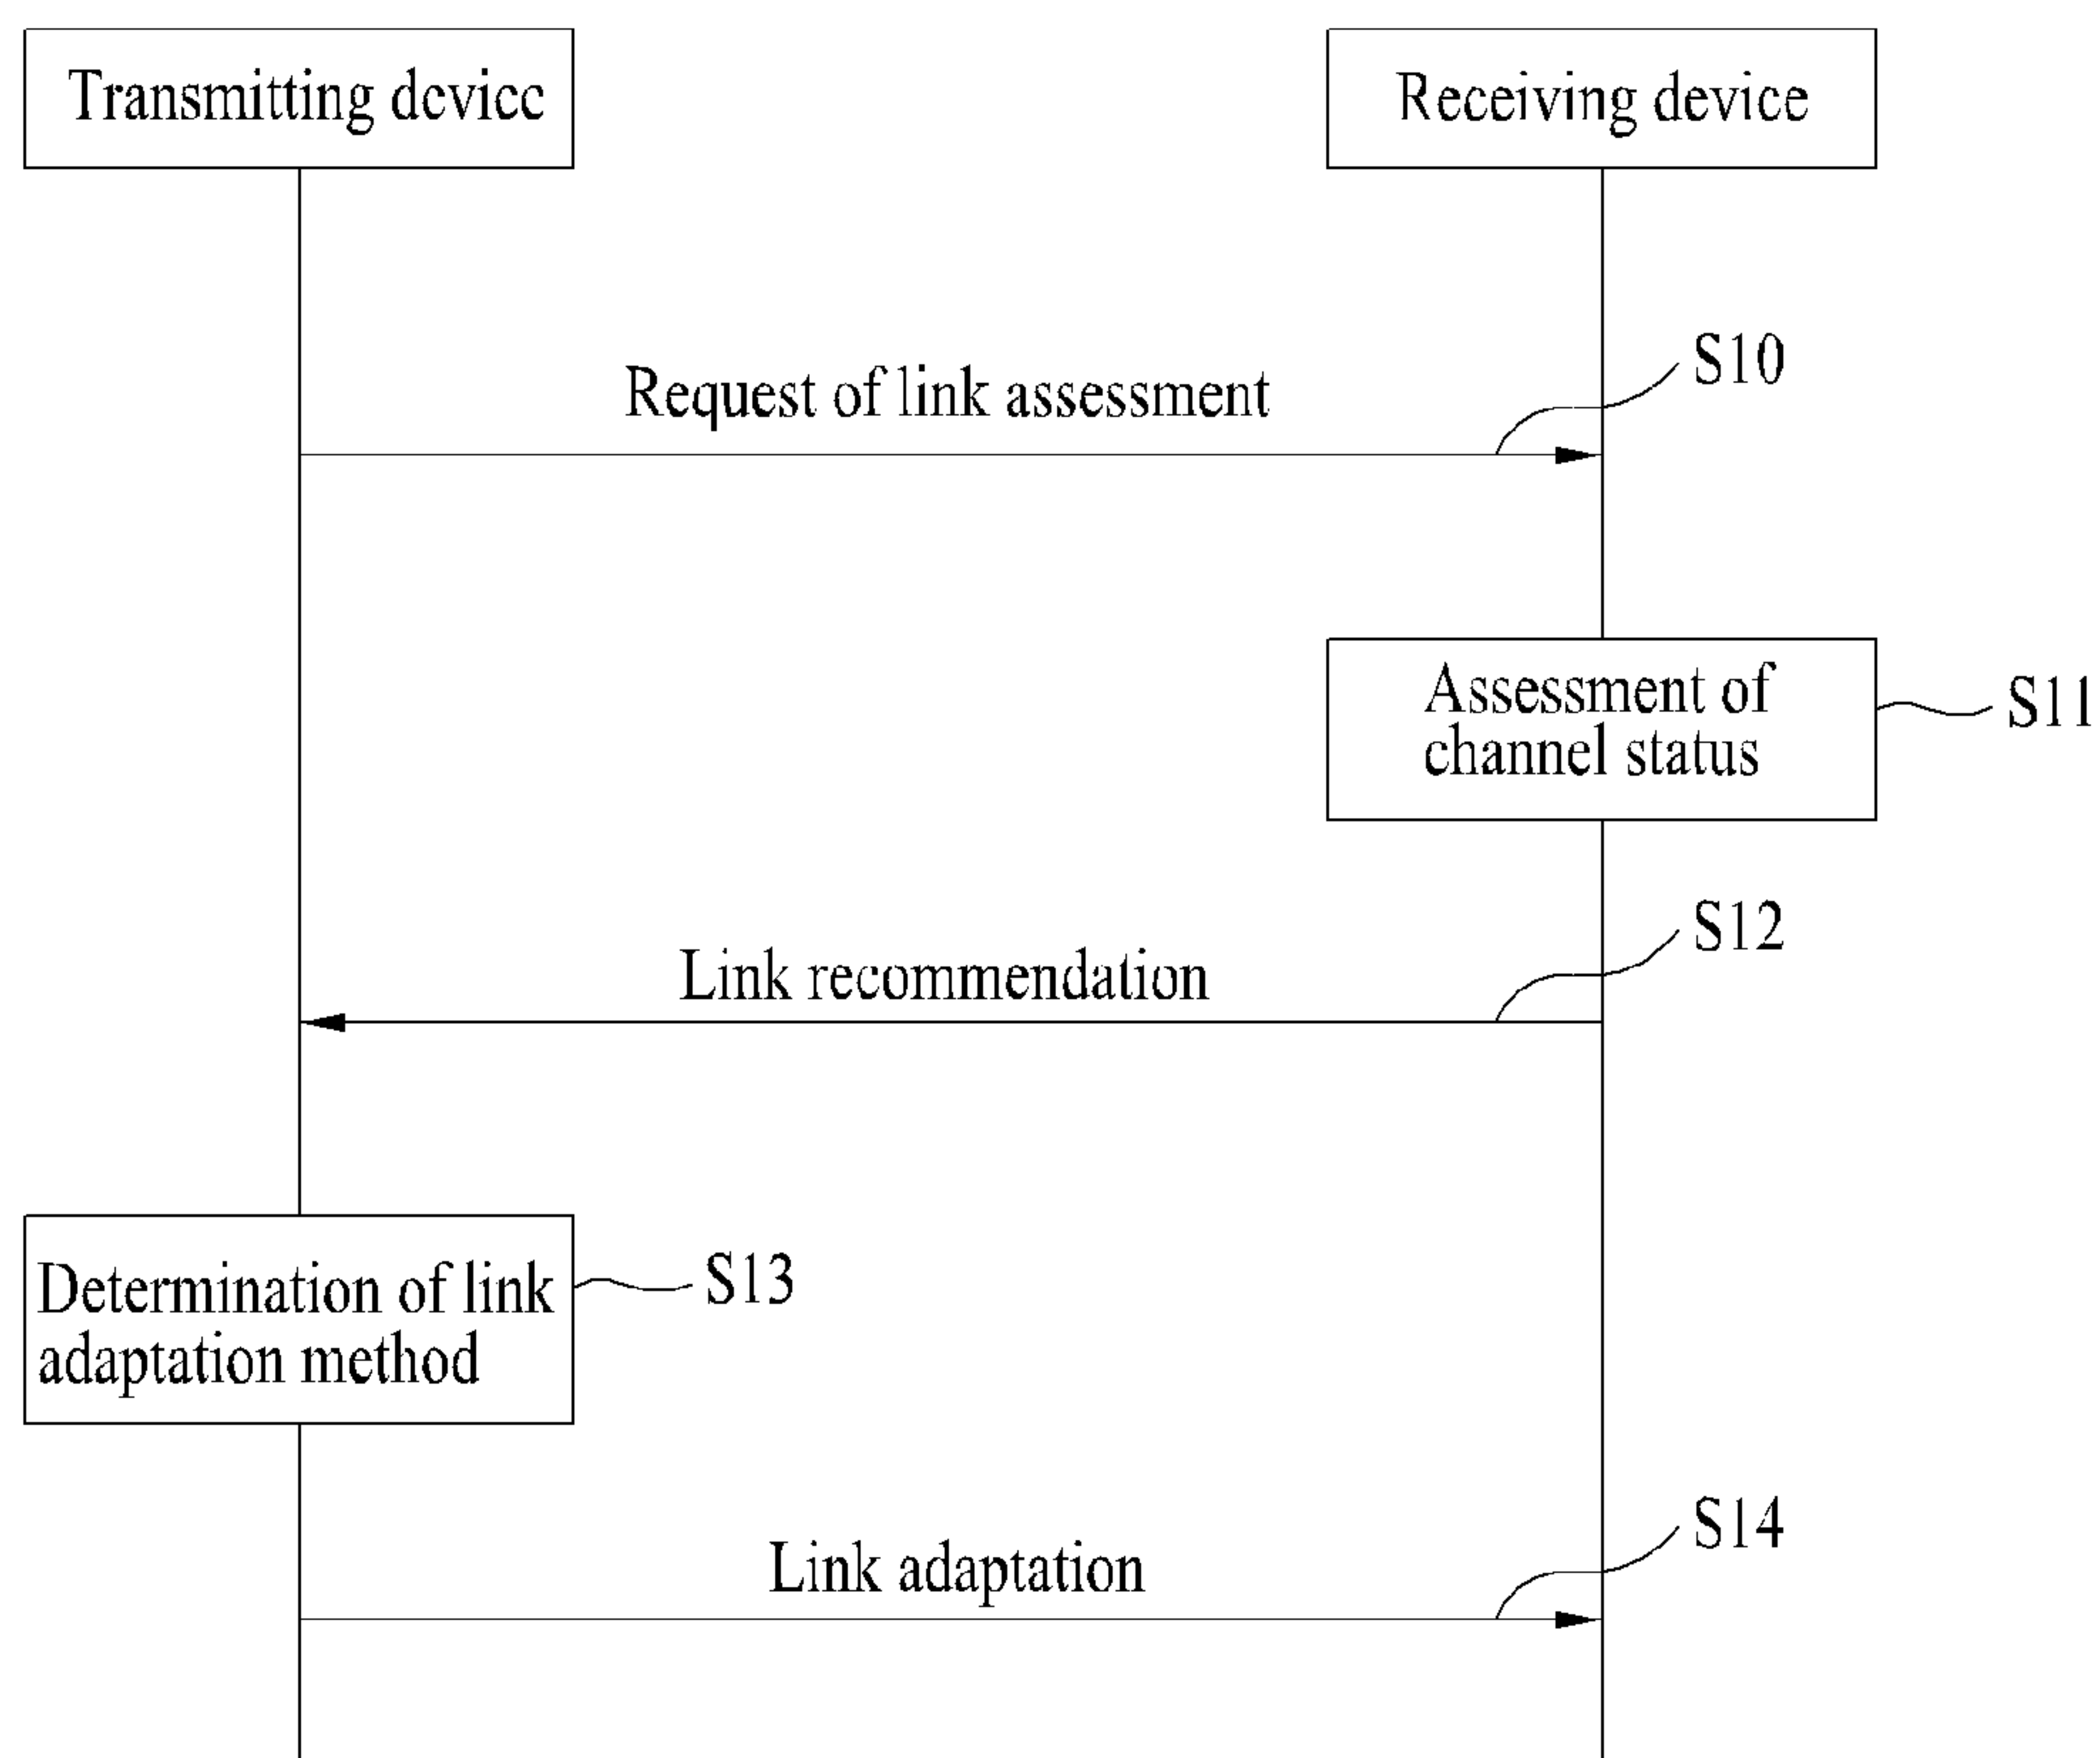 Transmitting device
Receiving device
S10
Request of link assessment
Assessment of
channel status
S11
S12
Link recommendation
Determination of link
adaptation method
S13
S14
Link adaptation